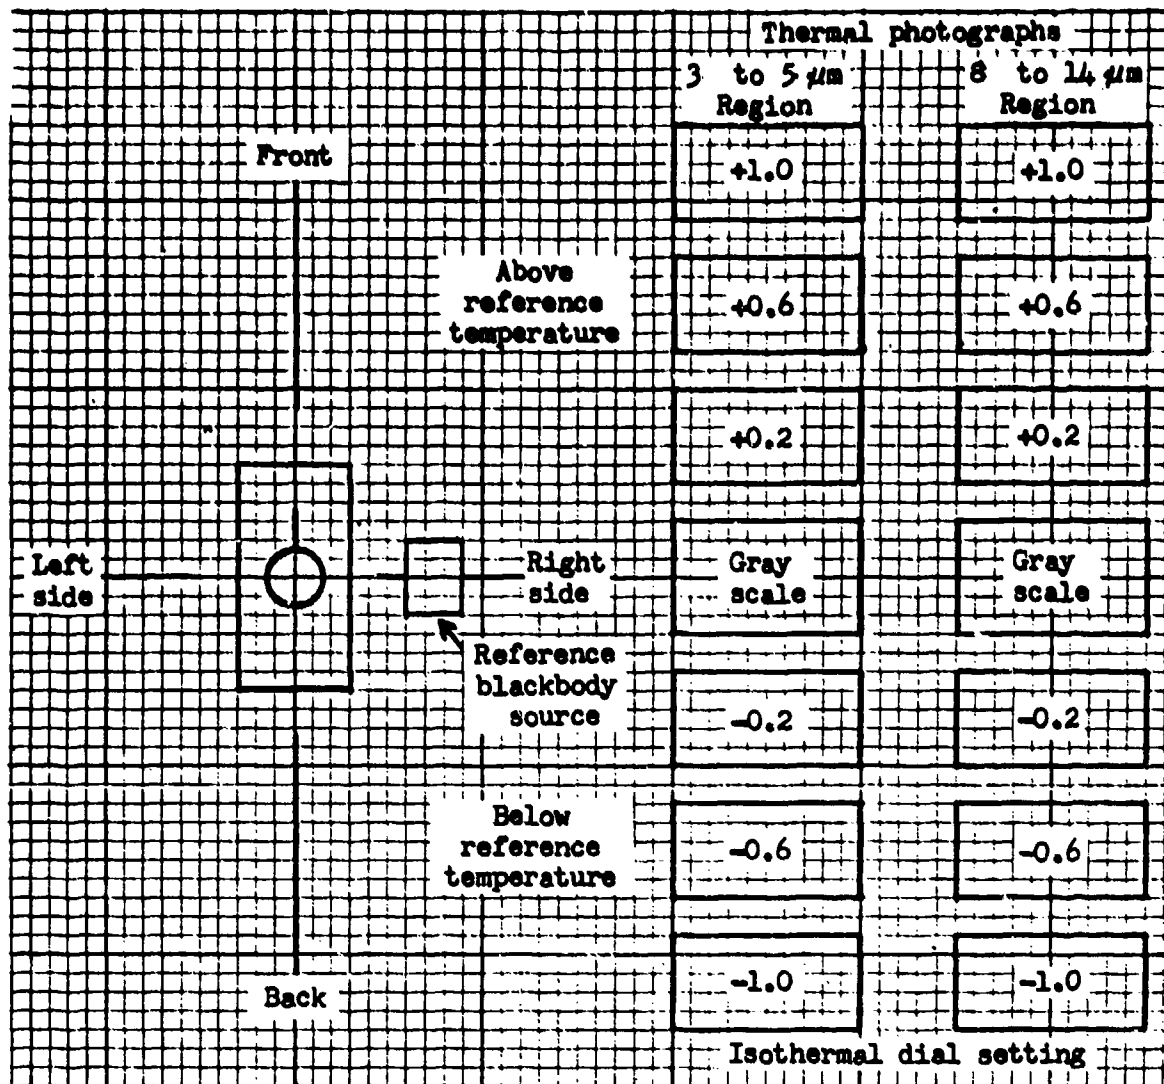 Thermal photographs
3 to 5 μm
Region
8 to 14 μm
Region
Front
+1.0
+1.0
Above
reference
temperature
+0.6
+0.6
+0.2
+0.2
Left
side
Right
side
Gray
scale
Gray
scale
Reference
blackbody
source
-0.2
-0.2
Below
reference
temperature
-0.6
-0.6
Back
-1.0
-1.0
Isothermal dial setting